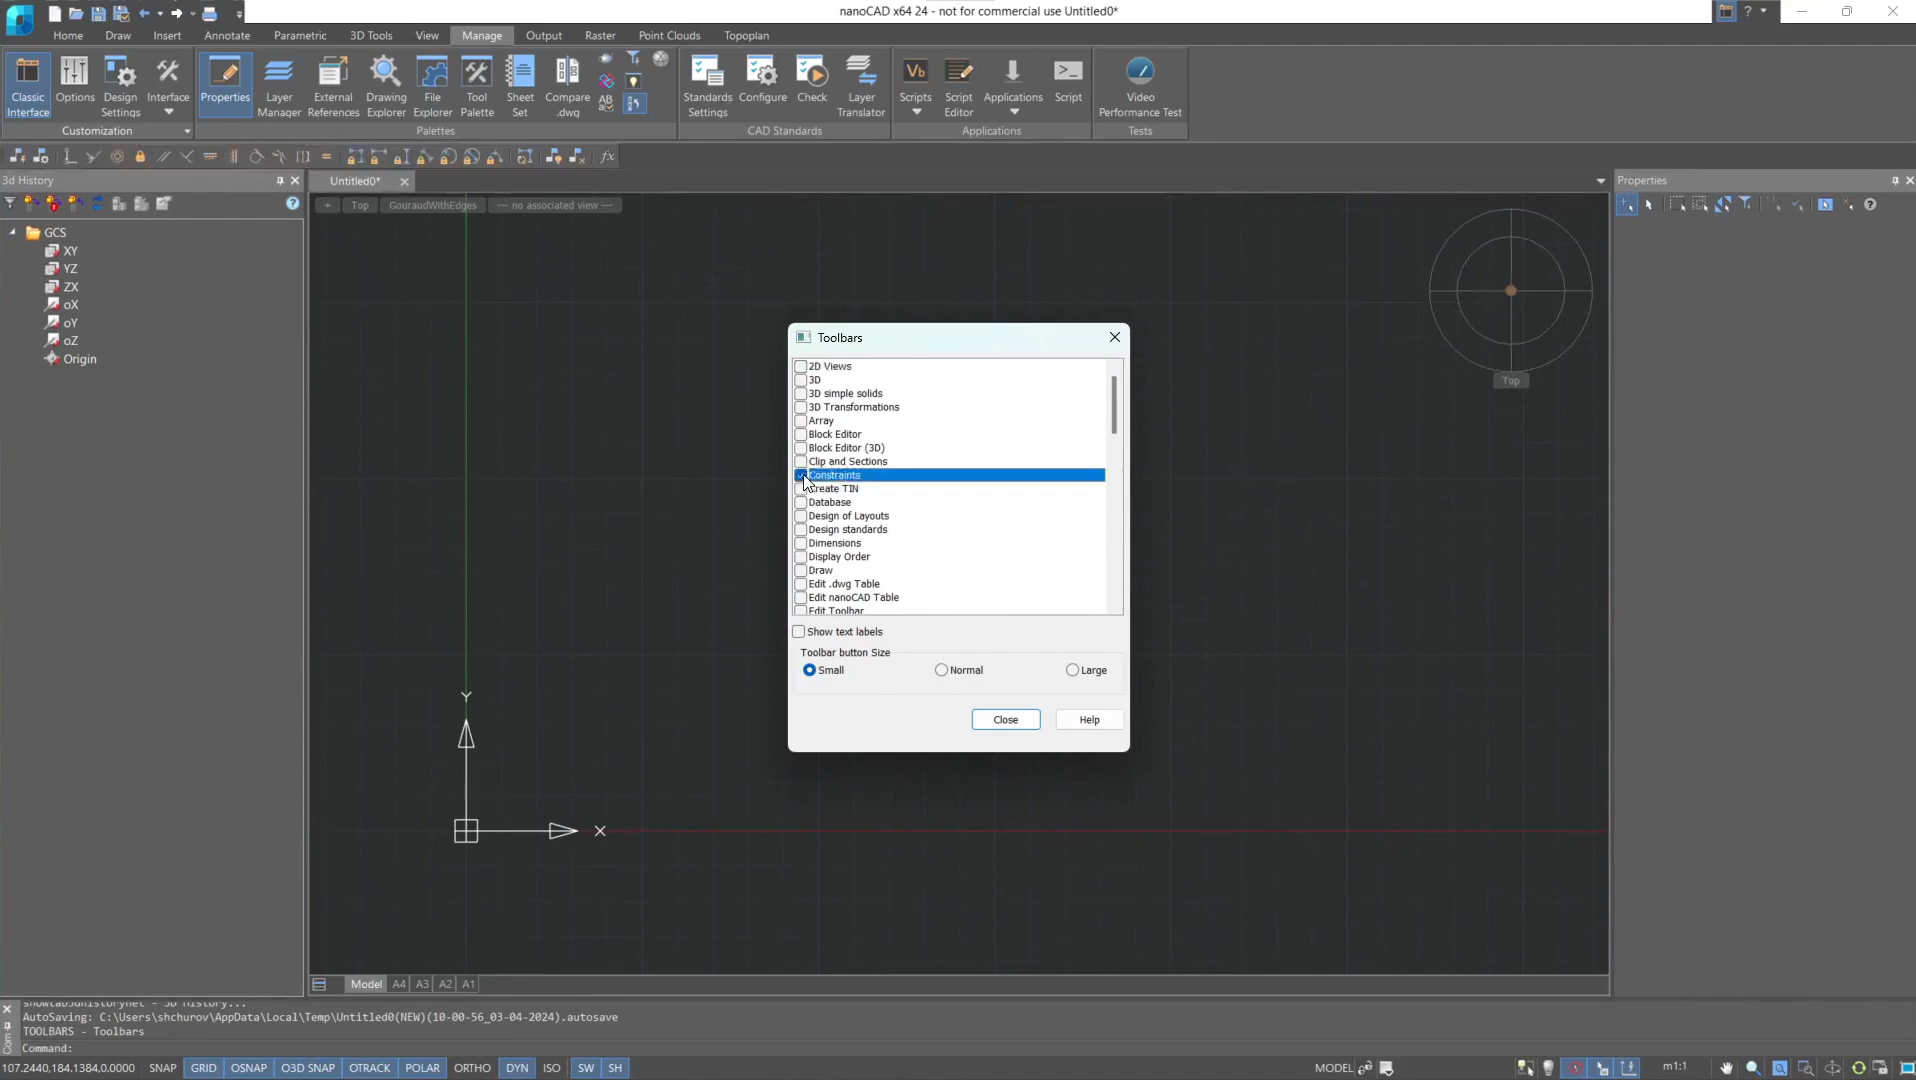 nanoCAD x64 24 - not for commercial use Untitled0*
Home Draw Insert Annotate Parametric 3D Tools View Manage Output Raster Point Clouds Topoplan
Classic Interface
Options
Design Settings
Interface
Customization
Properties
Layer Manager
External References
Drawing Explorer
File Explorer
Tool Palette
Sheet Set
Compare .dwg
Palettes
Standards Settings
Configure
Check
Layer Translator
CAD Standards
Scripts
Script Editor
Applications
Script
Applications
Video Performance Test
Tests
3d History
Untitled0*
Properties
+ Top GouraudWithEdges --- no associated view ---
GCS
XY
YZ
ZX
oX
oY
oZ
Origin
Top
Toolbars
2D Views
3D
3D simple solids
3D Transformations
Array
Block Editor
Block Editor (3D)
Clip and Sections
Constraints
Create TIN
Database
Design of Layouts
Design standards
Dimensions
Display Order
Draw
Edit .dwg Table
Edit nanoCAD Table
Edit Toolbar
Show text labels
Toolbar button Size
Small Normal Large
Close Help
Y
X
Model A4 A3 A2 A1
AutoSaving: C:\Users\shchurov\AppData\Local\Temp\Untitled0(NEW)(10-00-56_03-04-2024).autosave
TOOLBARS - Toolbars
Command:
107.2440,184.1384,0.0000 SNAP GRID OSNAP O3D SNAP OTRACK POLAR ORTHO DYN ISO SW SH MODEL m1:1